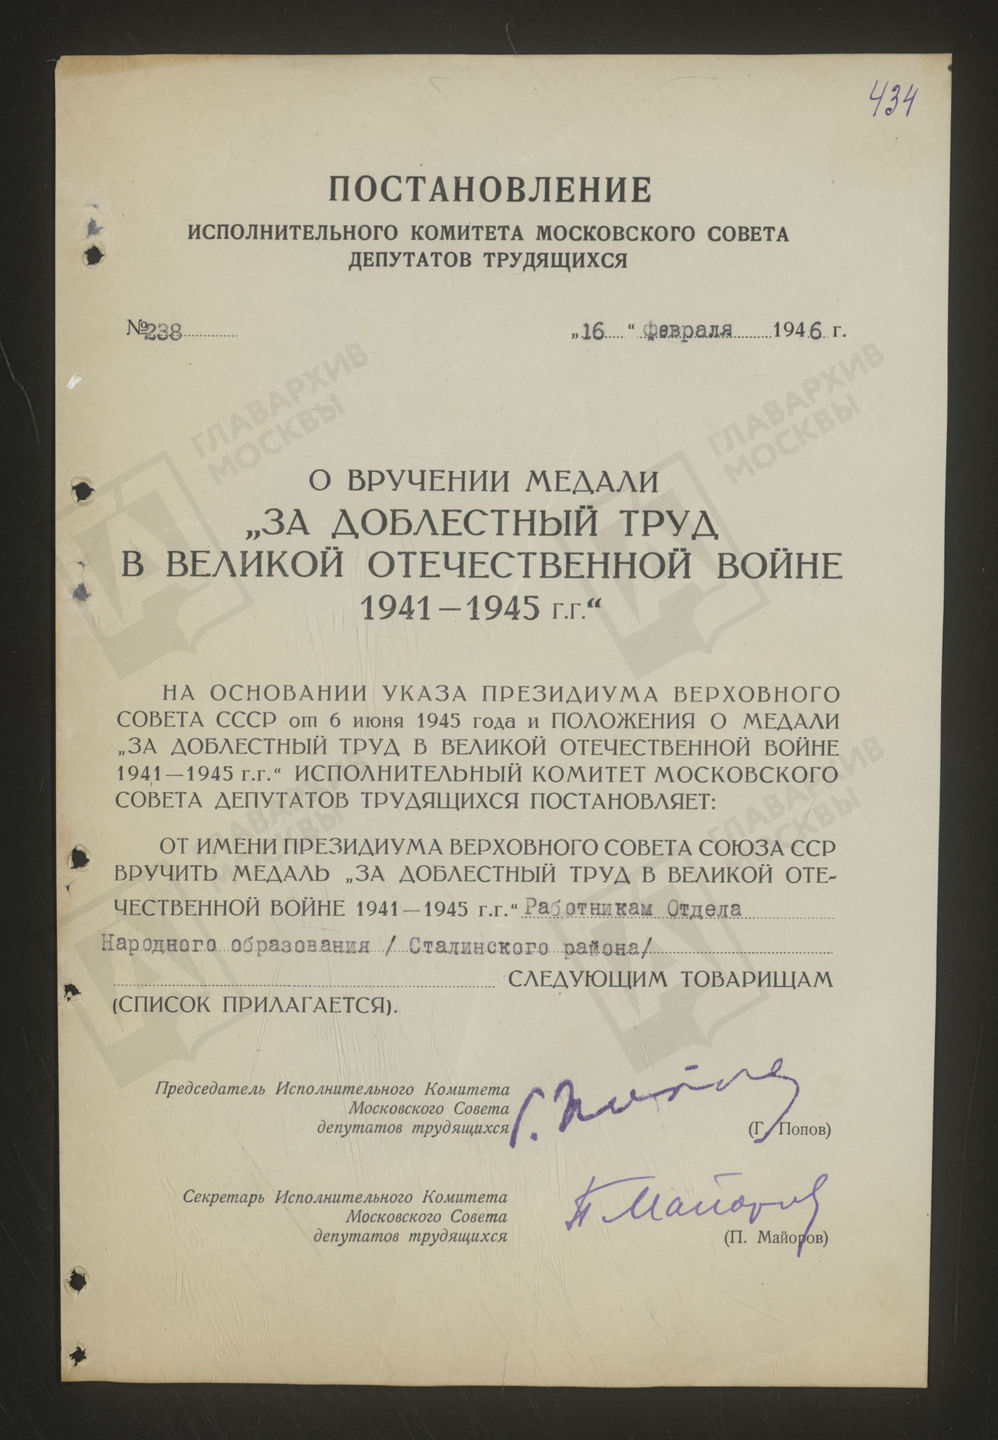 434
ПОСТАНОВЛЕНИЕ
ИСПОЛНИТЕЛЬНОГО КОМИТЕТА МОСКОВСКОГО СОВЕТА
ДЕПУТАТОВ ТРУДЯЩИХСЯ
№238 „16“ февраля 1946 г.
ГЛАВАРХИВ МОСКВЫ
ГЛАВАРХИВ МОСКВЫ
О ВРУЧЕНИИ МЕДАЛИ
„ЗА ДОБЛЕСТНЫЙ ТРУД
В ВЕЛИКОЙ ОТЕЧЕСТВЕННОЙ ВОЙНЕ
1941—1945 г.г.“
НА ОСНОВАНИИ УКАЗА ПРЕЗИДИУМА ВЕРХОВНОГО
СОВЕТА СССР от 6 июня 1945 года и ПОЛОЖЕНИЯ О МЕДАЛИ
„ЗА ДОБЛЕСТНЫЙ ТРУД В ВЕЛИКОЙ ОТЕЧЕСТВЕННОЙ ВОЙНЕ
1941—1945 г.г.“ ИСПОЛНИТЕЛЬНЫЙ КОМИТЕТ МОСКОВСКОГО
СОВЕТА ДЕПУТАТОВ ТРУДЯЩИХСЯ ПОСТАНОВЛЯЕТ:
ГЛАВАРХИВ МОСКВЫ
ГЛАВАРХИВ МОСКВЫ
ОТ ИМЕНИ ПРЕЗИДИУМА ВЕРХОВНОГО СОВЕТА СОЮЗА ССР
ВРУЧИТЬ МЕДАЛЬ „ЗА ДОБЛЕСТНЫЙ ТРУД В ВЕЛИКОЙ ОТЕ-
ЧЕСТВЕННОЙ ВОЙНЕ 1941—1945 г.г.“ Работникам Отдела
Народного образования / Сталинского района/
СЛЕДУЮЩИМ ТОВАРИЩАМ
(СПИСОК ПРИЛАГАЕТСЯ).
Председатель Исполнительного Комитета
Московского Совета
депутатов трудящихся Г. Попов (Г. Попов)
Секретарь Исполнительного Комитета
Московского Совета П Майоров
депутатов трудящихся (П. Майоров)